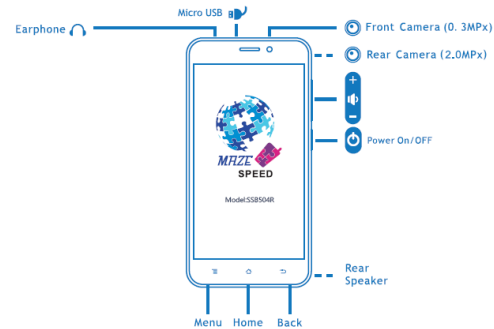 Micro USB
Earphone
Front Camera (0. 3MPx)
Rear Camera (2.0MPx)
+
−
Power On/OFF
MAZE
SPEED
Model:SS8504R
Rear
Speaker
Menu Home Back